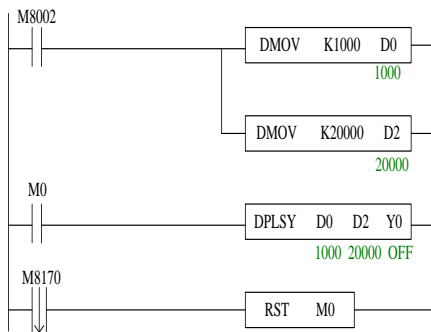 M8002
DMOV K1000 D0
1000
DMOV K20000 D2
20000
M0
DPLSY D0 D2 Y0
1000 20000 OFF
M8170
RST M0